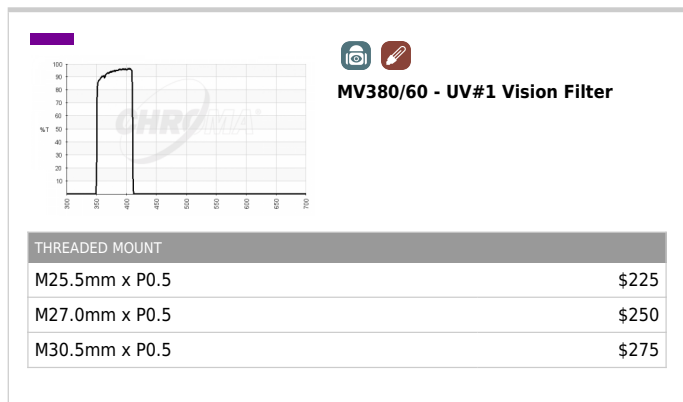 MV380/60 - UV#1 Vision Filter
100
90
80
70
60
%T 50
40
30
20
10
CHROMA
300 350 400 450 500 550 600 650 700
THREADED MOUNT
M25.5mm x P0.5 $225
M27.0mm x P0.5 $250
M30.5mm x P0.5 $275